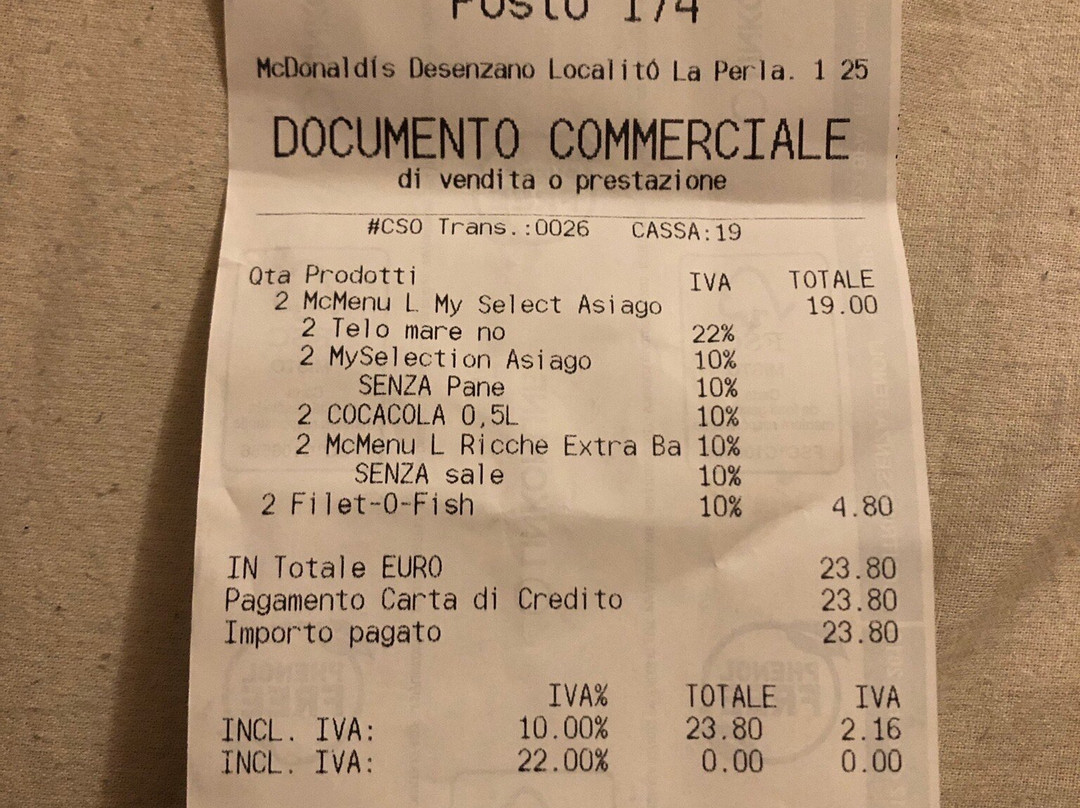 Posto 174
McDonaldís Desenzano Localitó La Perla. 1 25
DOCUMENTO COMMERCIALE
di vendita o prestazione
#CSO Trans.:0026 CASSA:19
Qta Prodotti IVA TOTALE
2 McMenu L My Select Asiago 19.00
2 Telo mare no 22%
2 MySelection Asiago 10%
SENZA Pane 10%
2 COCACOLA 0,5L 10%
2 McMenu L Ricche Extra Ba 10%
SENZA sale 10%
2 Filet-O-Fish 10% 4.80
IN Totale EURO 23.80
Pagamento Carta di Credito 23.80
Importo pagato 23.80
IVA% TOTALE IVA
INCL. IVA: 10.00% 23.80 2.16
INCL. IVA: 22.00% 0.00 0.00